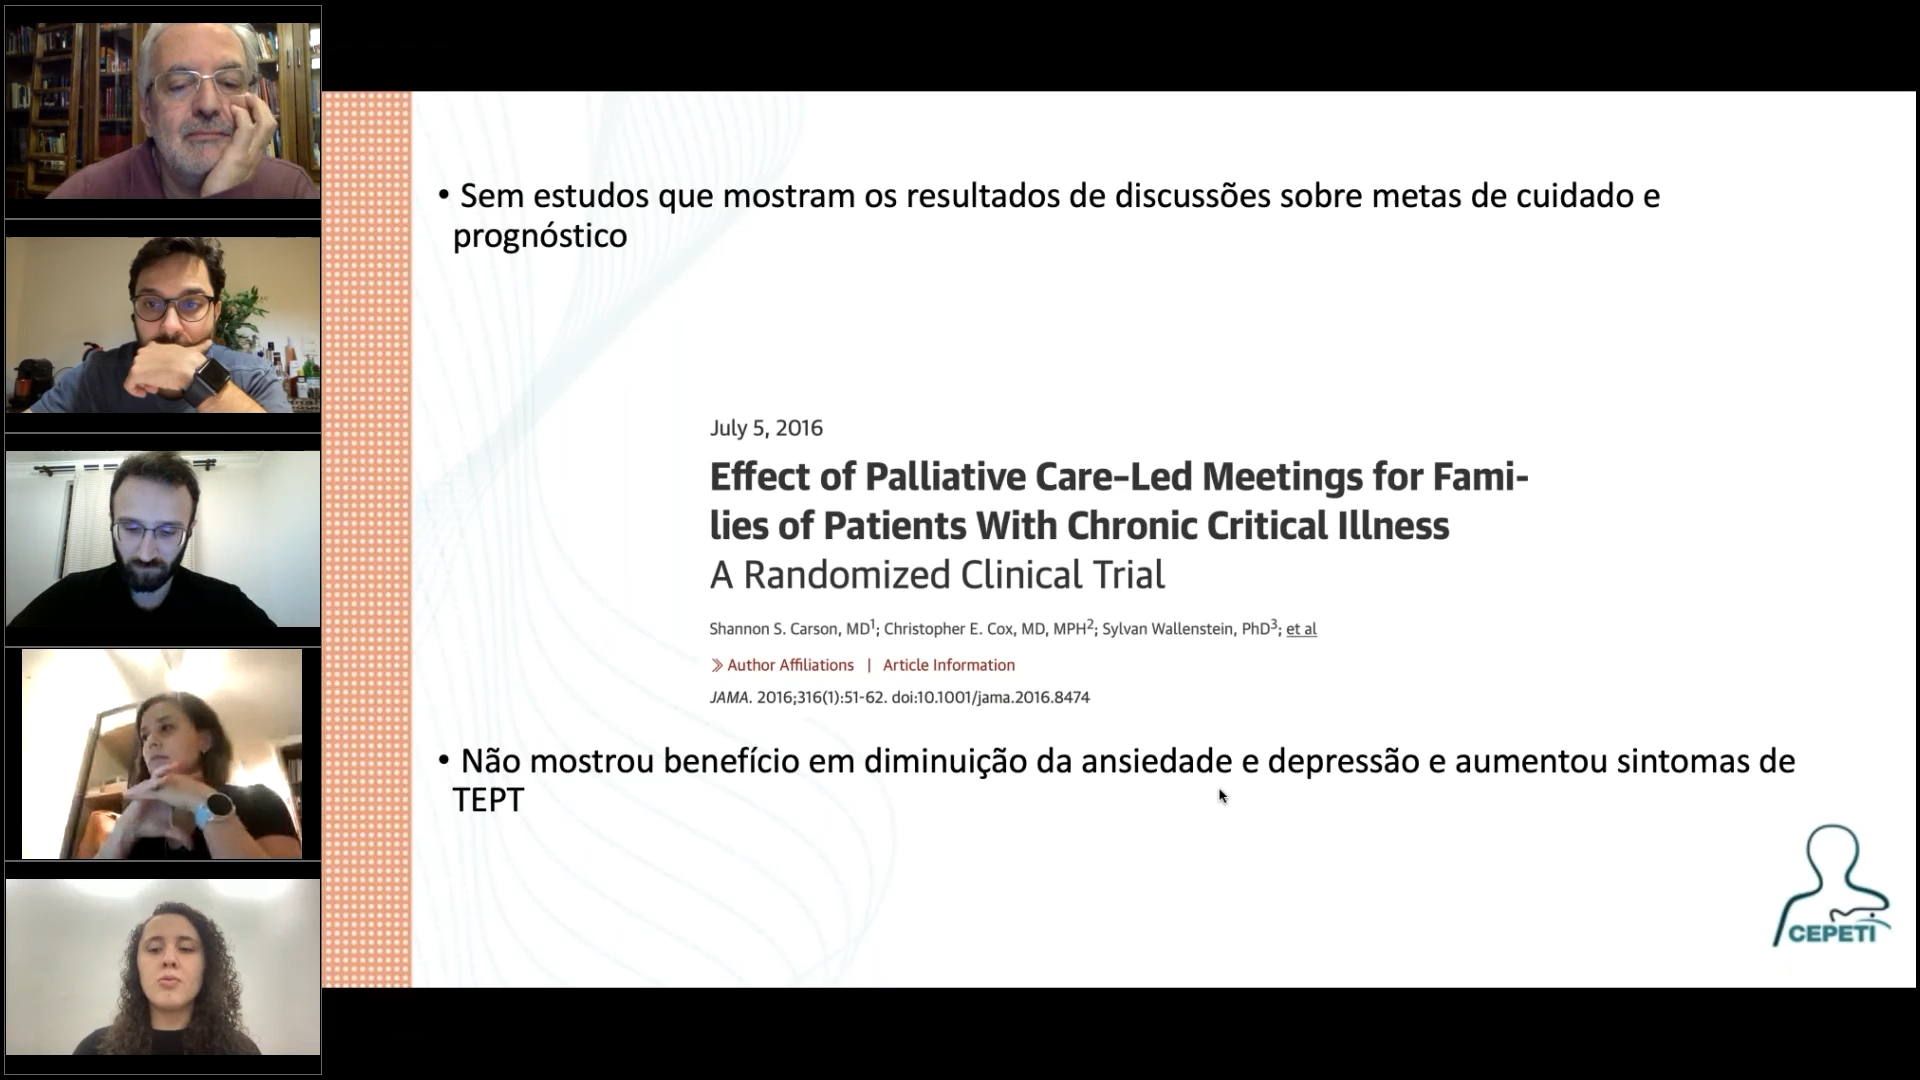 • Sem estudos que mostram os resultados de discussões sobre metas de cuidado e
prognóstico
July 5, 2016
Effect of Palliative Care–Led Meetings for Fami-
lies of Patients With Chronic Critical Illness
A Randomized Clinical Trial
Shannon S. Carson, MD1; Christopher E. Cox, MD, MPH2; Sylvan Wallenstein, PhD3; et al
» Author Affiliations | Article Information
JAMA. 2016;316(1):51-62. doi:10.1001/jama.2016.8474
• Não mostrou benefício em diminuição da ansiedade e depressão e aumentou sintomas de
TEPT
CEPETI